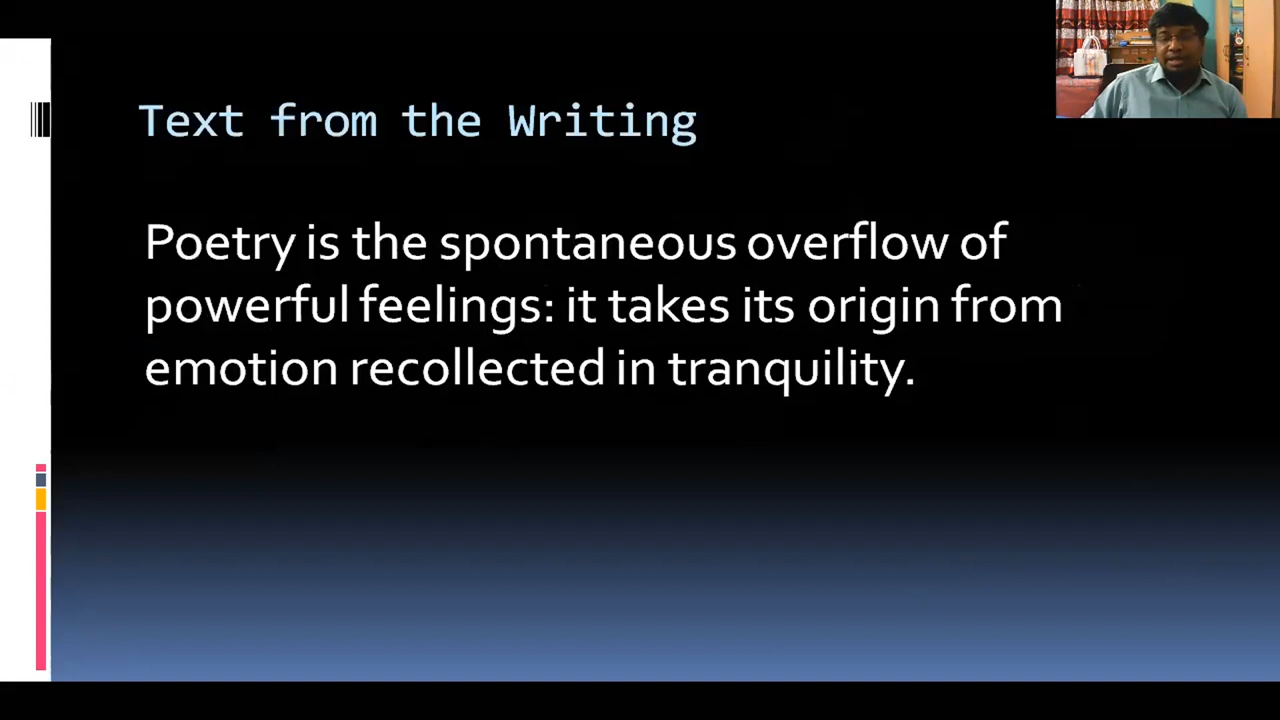 Text from the Writing
Poetry is the spontaneous overflow of
powerful feelings: it takes its origin from
emotion recollected in tranquility.